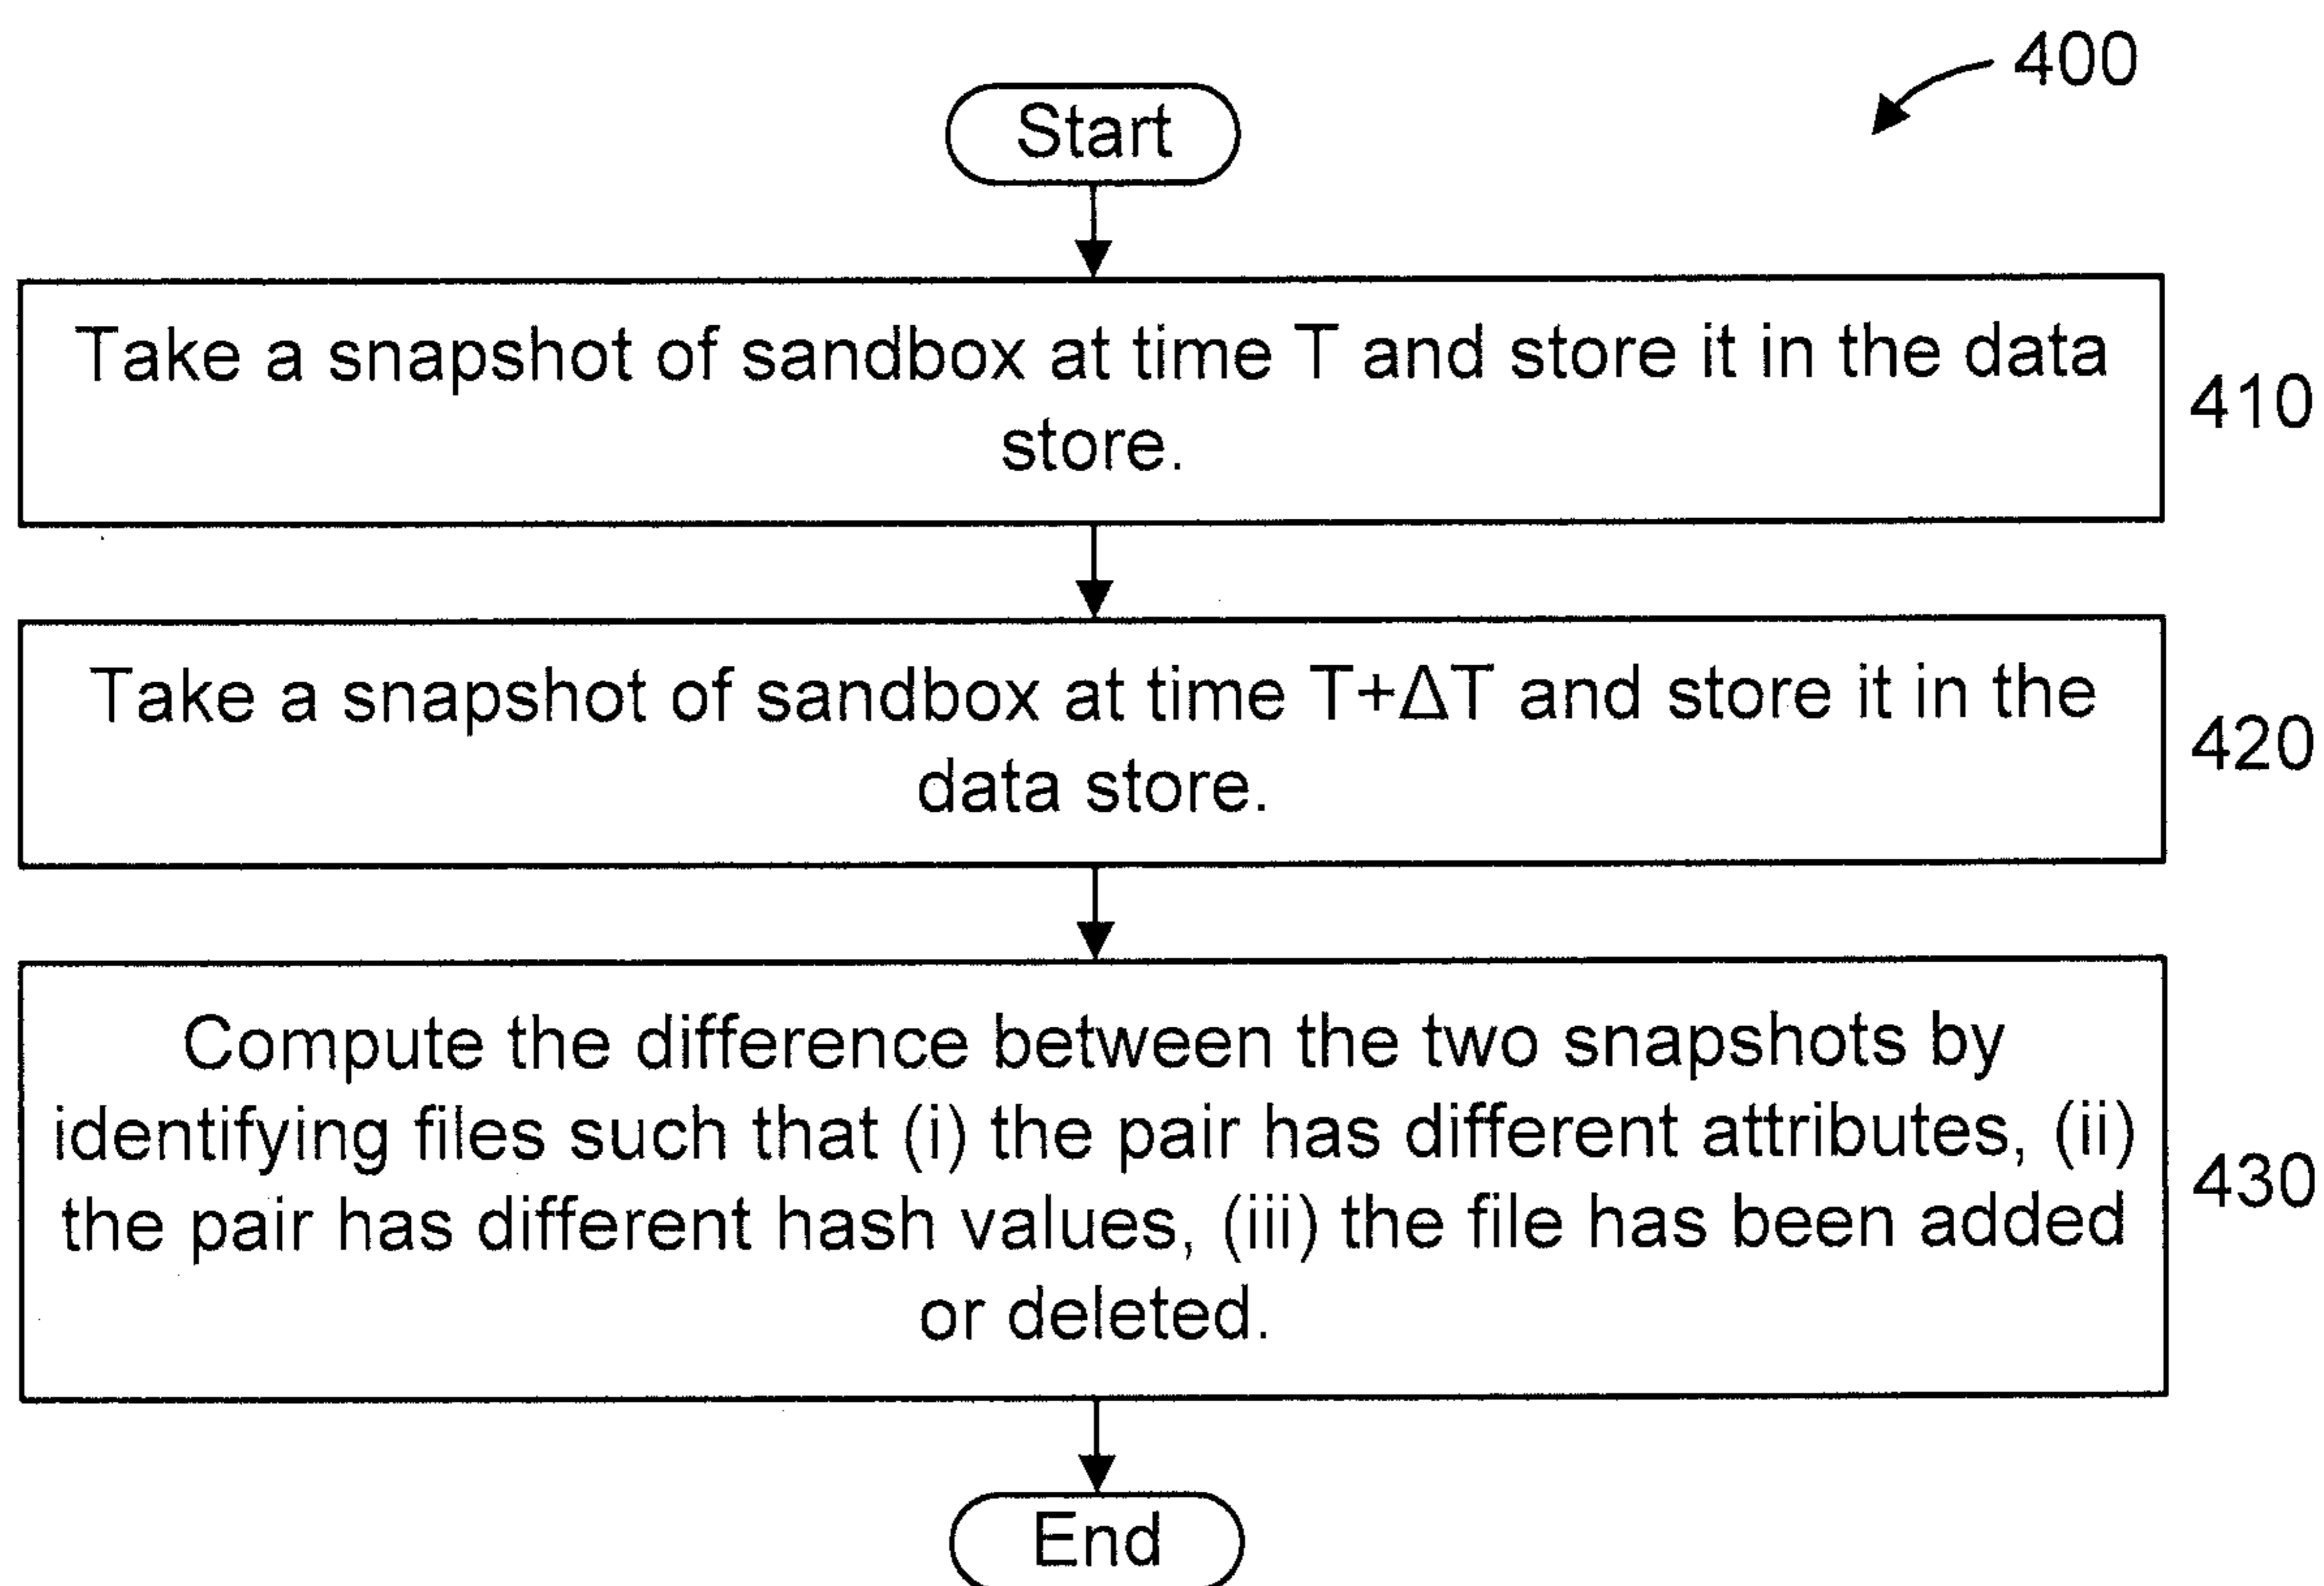 400
Start
Take a snapshot of sandbox at time T and store it in the data
store.
410
Take a snapshot of sandbox at time T+ΔT and store it in the
data store.
420
Compute the difference between the two snapshots by
identifying files such that (i) the pair has different attributes, (ii)
the pair has different hash values, (iii) the file has been added
or deleted.
430
End